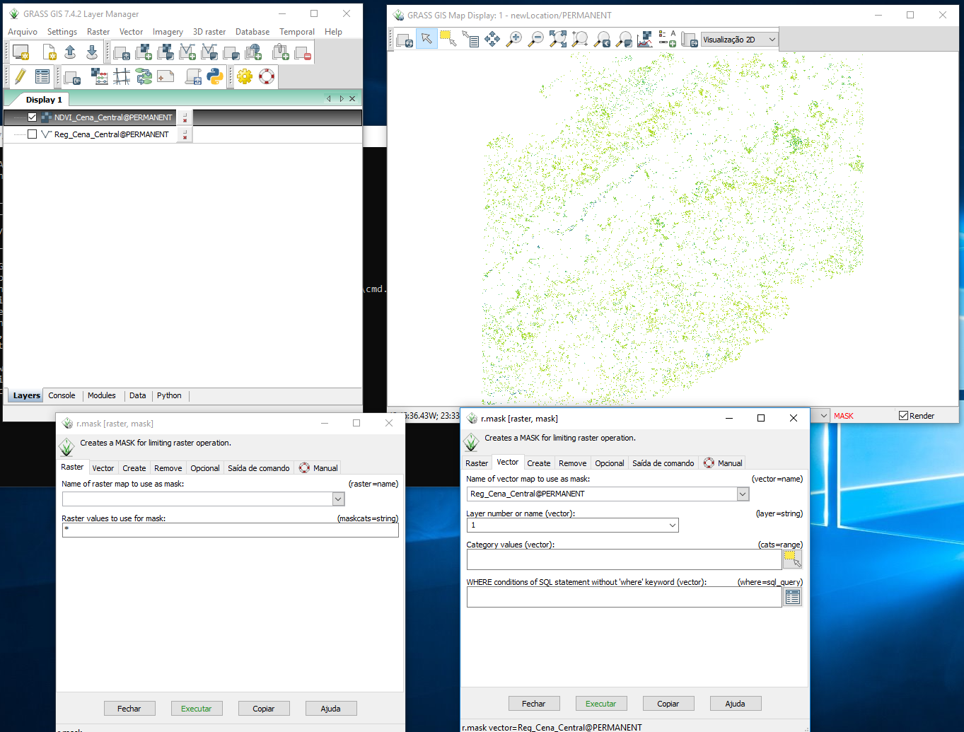 GRASS GIS 7.4.2 Layer Manager
Arquivo Settings Raster Vector Imagery 3D raster Database Temporal Help
Display 1
NDVI_Cena_Central@PERMANENT
Reg_Cena_Central@PERMANENT
\cmd.
Layers Console Modules Data Python
GRASS GIS Map Display: 1 - newLocation/PERMANENT
Visualização 2D
:36.43W; 23:33
MASK
Render
r.mask [raster, mask]
Creates a MASK for limiting raster operation.
Raster Vector Create Remove Opcional Saída de comando Manual
Name of raster map to use as mask: (raster=name)
Raster values to use for mask: (maskcats=string)
*
Fechar Executar Copiar Ajuda
r.mask
r.mask [raster, mask]
Creates a MASK for limiting raster operation.
Raster Vector Create Remove Opcional Saída de comando Manual
Name of vector map to use as mask: (vector=name)
Reg_Cena_Central@PERMANENT
Layer number or name (vector): (layer=string)
1
Category values (vector): (cats=range)
WHERE conditions of SQL statement without 'where' keyword (vector): (where=sql_query)
Fechar Executar Copiar Ajuda
r.mask vector=Reg_Cena_Central@PERMANENT